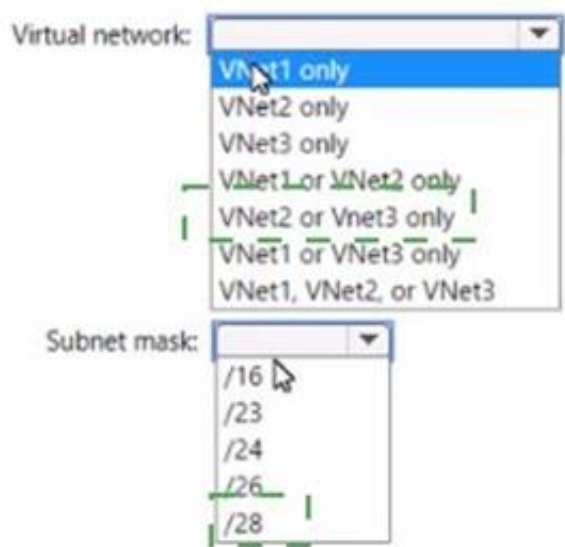 Virtual network:
VNet1 only
VNet2 only
VNet3 only
VNet1 or VNet2 only
VNet2 or Vnet3 only
VNet1 or VNet3 only
VNet1, VNet2, or VNet3
Subnet mask:
/16
/23
/24
/26
/28